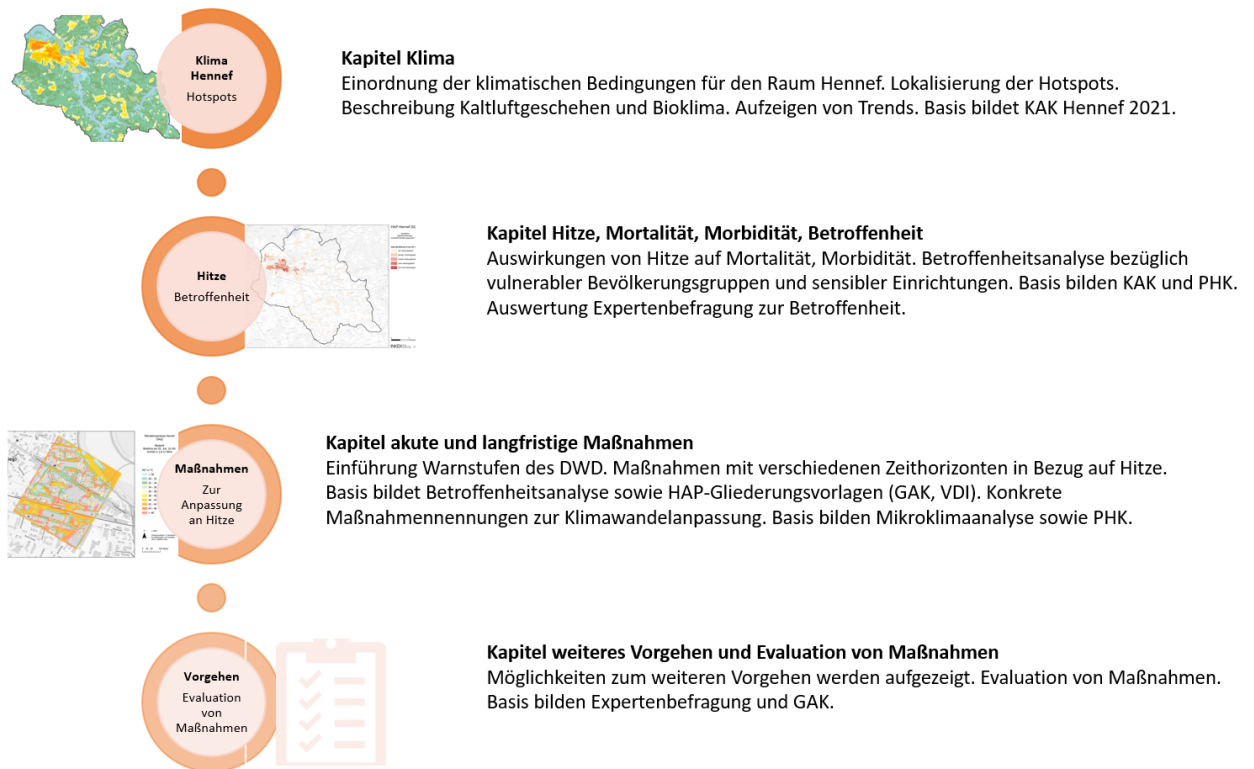 Klima
Hennef
Hotspots
Kapitel Klima
Einordnung der klimatischen Bedingungen für den Raum Hennef. Lokalisierung der Hotspots.
Beschreibung Kaltluftgeschehen und Bioklima. Aufzeigen von Trends. Basis bildet KAK Hennef 2021.
Hitze
Betroffenheit
Kapitel Hitze, Mortalität, Morbidität, Betroffenheit
Auswirkungen von Hitze auf Mortalität, Morbidität. Betroffenheitsanalyse bezüglich
vulnerabler Bevölkerungsgruppen und sensibler Einrichtungen. Basis bilden KAK und PHK.
Auswertung Expertenbefragung zur Betroffenheit.
Maßnahmen
Zur
Anpassung
an Hitze
Kapitel akute und langfristige Maßnahmen
Einführung Warnstufen des DWD. Maßnahmen mit verschiedenen Zeithorizonten in Bezug auf Hitze.
Basis bildet Betroffenheitsanalyse sowie HAP-Gliederungsvorlagen (GAK, VDI). Konkrete
Maßnahmennennungen zur Klimawandelanpassung. Basis bilden Mikroklimaanalyse sowie PHK.
Vorgehen
Evaluation
von
Maßnahmen
Kapitel weiteres Vorgehen und Evaluation von Maßnahmen
Möglichkeiten zum weiteren Vorgehen werden aufgezeigt. Evaluation von Maßnahmen.
Basis bilden Expertenbefragung und GAK.